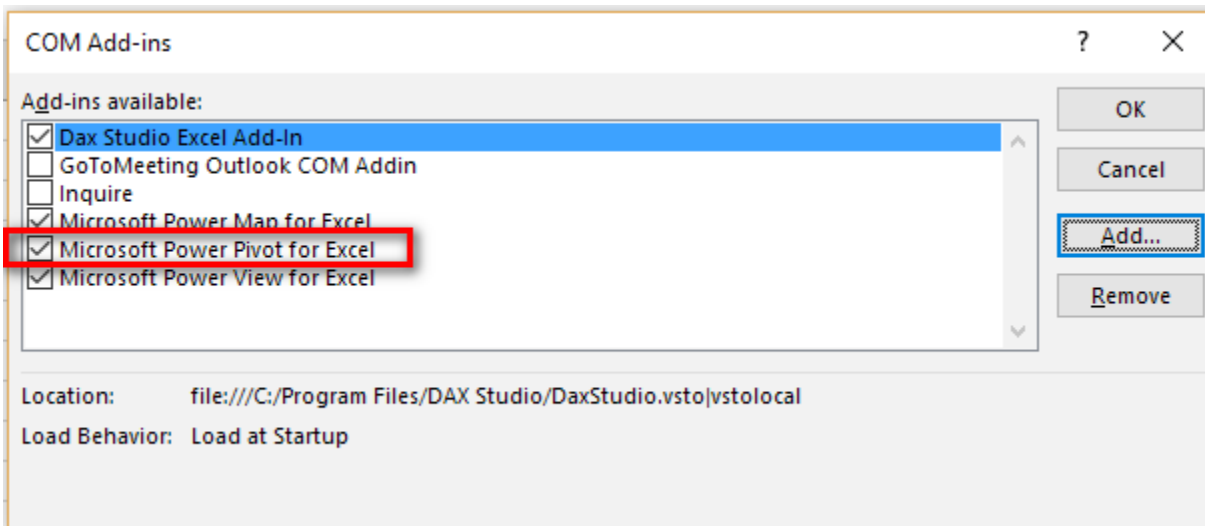 COM Add-ins
?
Add-ins available:
Dax Studio Excel Add-In
GoToMeeting Outlook COM Addin
Inquire
Microsoft Power Map for Excel
Microsoft Power Pivot for Excel
Microsoft Power View for Excel
OK
Cancel
Add...
Remove
Location: file:///C:/Program Files/DAX Studio/DaxStudio.vsto|vstolocal
Load Behavior: Load at Startup